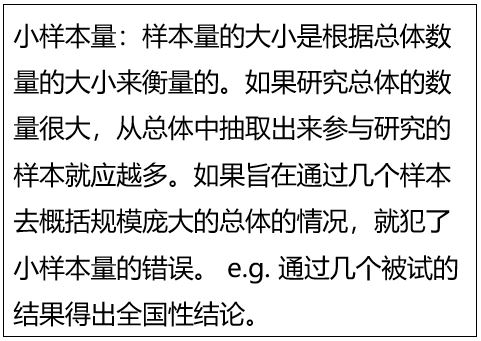 小样本量：样本量的大小是根据总体数
量的大小来衡量的。如果研究总体的数
量很大，从总体中抽取出来参与研究的
样本就应越多。如果旨在通过几个样本
去概括规模庞大的总体的情况，就犯了
小样本量的错误。 e.g. 通过几个被试的
结果得出全国性结论。